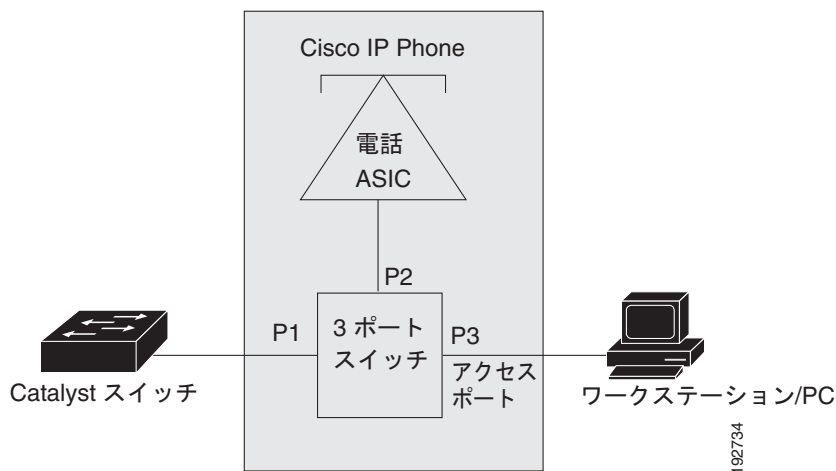 Cisco IP Phone
電話
ASIC
P2
P1
3 ポート
スイッチ
P3
アクセス
ポート
Catalyst スイッチ
ワークステーション/PC
192734